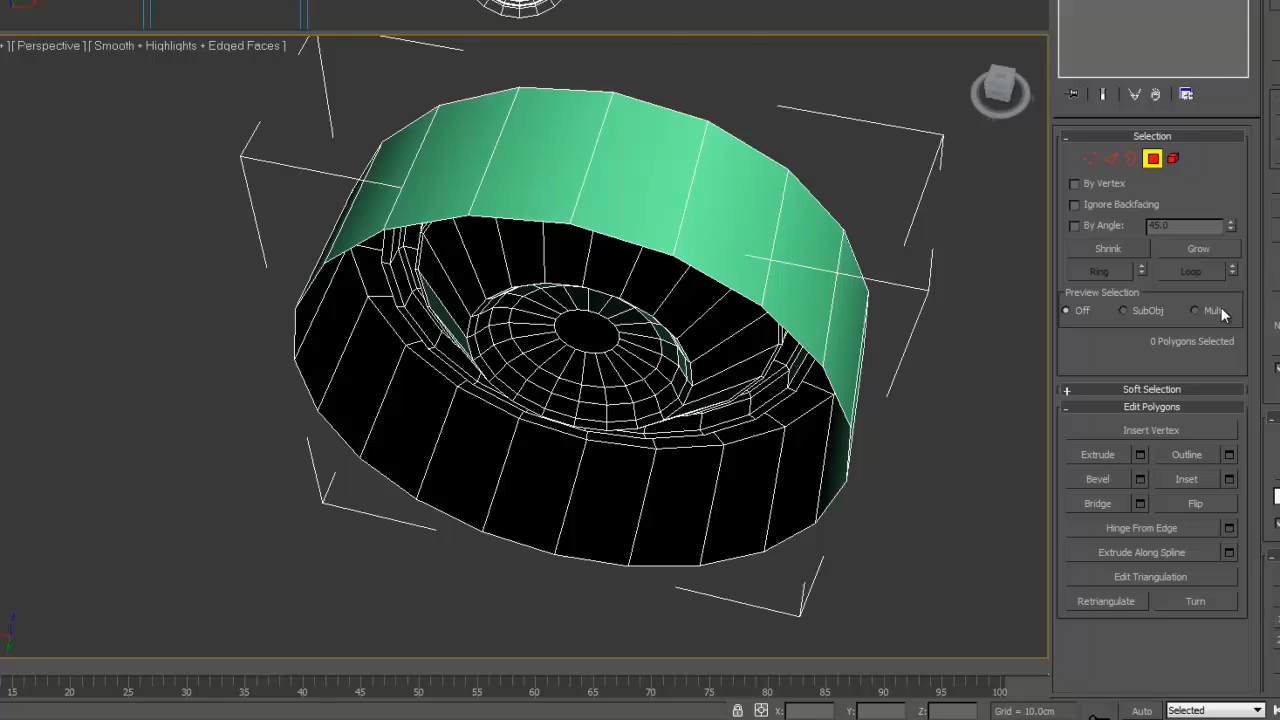 + ][ Perspective ][ Smooth + Highlights + Edged Faces ]
Selection
By Vertex
Ignore Backfacing
By Angle: 45.0
Shrink Grow
Ring Loop
Preview Selection
Off SubObj
0 Polygons Selected
Soft Selection
Edit Polygons
Insert Vertex
Extrude Outline
Bevel Inset
Bridge Flip
Hinge From Edge
Extrude Along Spline
Edit Triangulation
Retriangulate Turn
15 20 25 30 35 40 45 50 55 60 65 70 75 80 85 90 95 100
X: Y: Z: Grid = 10.0cm Auto Selected